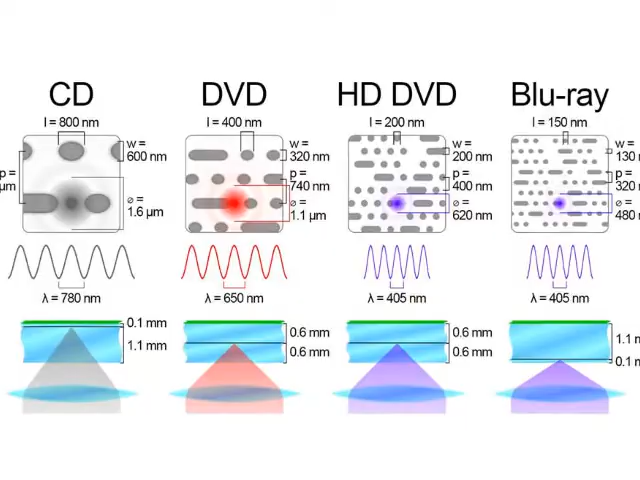 CD
l = 800 nm
w =
600 nm
p =
µm
⌀ =
1.6 µm
λ = 780 nm
0.1 mm
1.1 mm
DVD
l = 400 nm
w =
320 nm
p =
740 nm
⌀ =
1.1 µm
λ = 650 nm
0.6 mm
0.6 mm
HD DVD
l = 200 nm
w =
200 nm
p =
400 nm
⌀ =
620 nm
λ = 405 nm
0.6 mm
0.6 mm
Blu-ray
l = 150 nm
w =
130 n
p =
320 n
⌀ =
480 n
λ = 405 nm
1.1 m
0.1 m